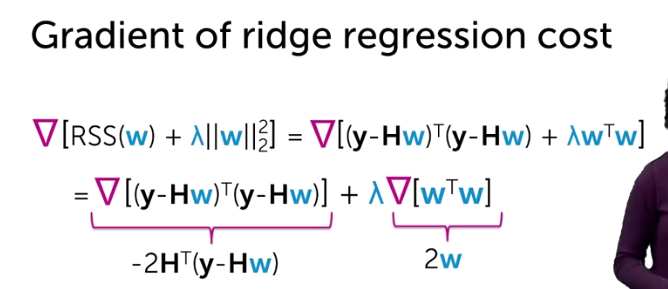 Gradient of ridge regression cost
∇[RSS(w) + λ||w||₂²] = ∇[(y-Hw)ᵀ(y-Hw) + λwᵀw]
= ∇[(y-Hw)ᵀ(y-Hw)] + λ∇[wᵀw]
-2Hᵀ(y-Hw) 2w